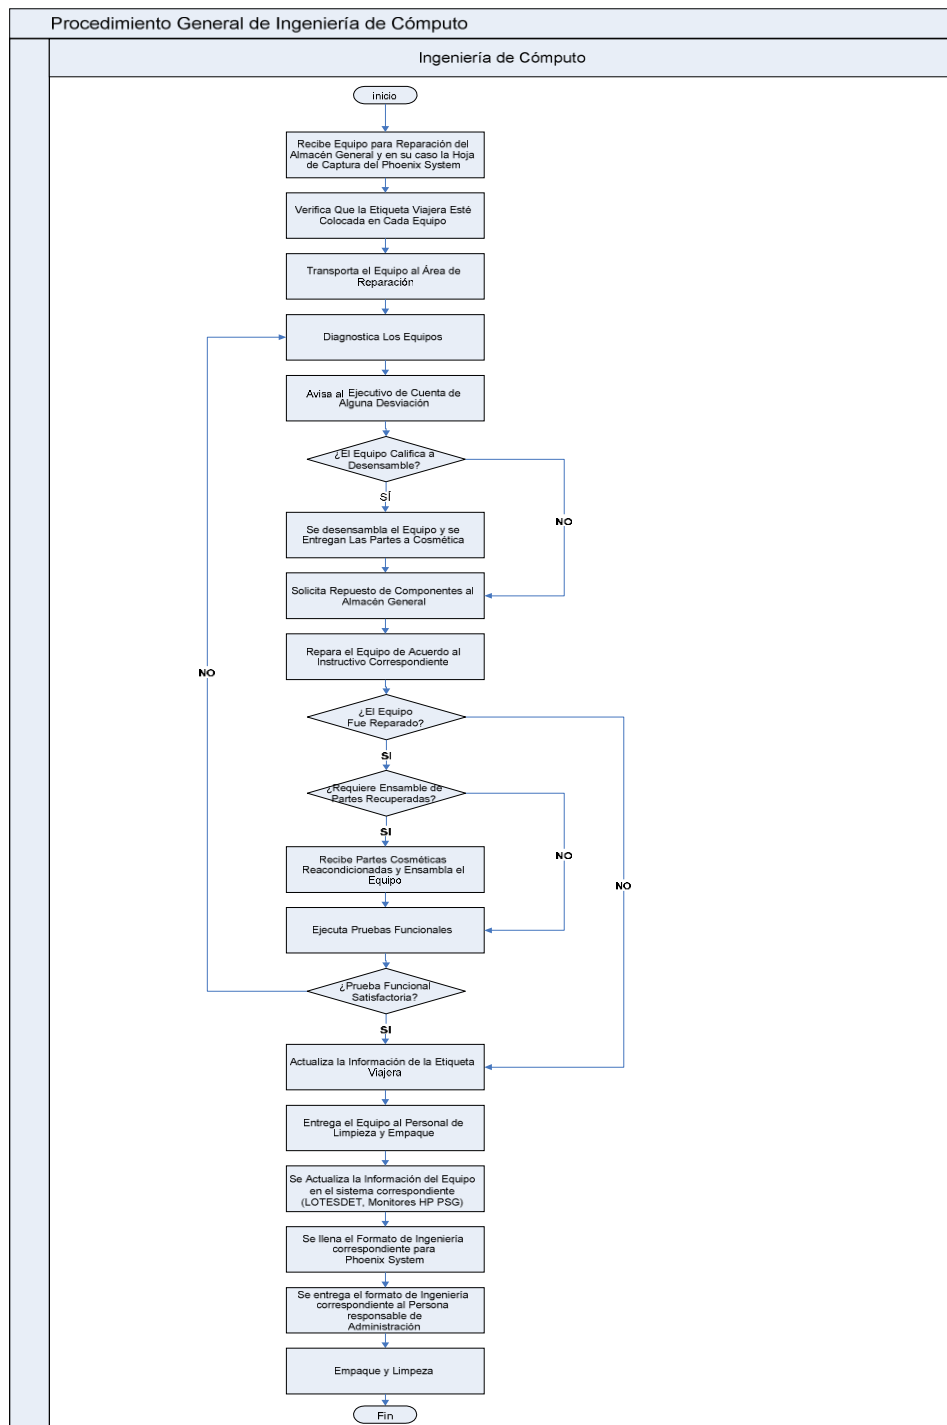 Procedimiento General de Ingeniería de Cómputo
Ingeniería de Cómputo
inicio
Recibe Equipo para Reparación del
Almacén General y en su caso la Hoja
de Captura del Phoenix System
Verifica Que la Etiqueta Viajera Esté
Colocada en Cada Equipo
Transporta el Equipo al Área de
Reparación
Diagnostica Los Equipos
Avisa al Ejecutivo de Cuenta de
Alguna Desviación
¿El Equipo Califica a
Desensamble?
SÍ
NO
Se desensambla el Equipo y se
Entregan Las Partes a Cosmética
Solicita Repuesto de Componentes al
Almacén General
Repara el Equipo de Acuerdo al
Instructivo Correspondiente
NO
¿El Equipo
Fue Reparado?
SI
¿Requiere Ensamble de
Partes Recuperadas?
SI
NO
Recibe Partes Cosméticas
Reacondicionadas y Ensambla el
Equipo
NO
Ejecuta Pruebas Funcionales
¿Prueba Funcional
Satisfactoria?
SI
Actualiza la Información de la Etiqueta
Viajera
Entrega el Equipo al Personal de
Limpieza y Empaque
Se Actualiza la Información del Equipo
en el sistema correspondiente
(LOTESDET, Monitores HP PSG)
Se llena el Formato de Ingeniería
correspondiente para
Phoenix System
Se entrega el formato de Ingeniería
correspondiente al Persona
responsable de
Administración
Empaque y Limpeza
Fin